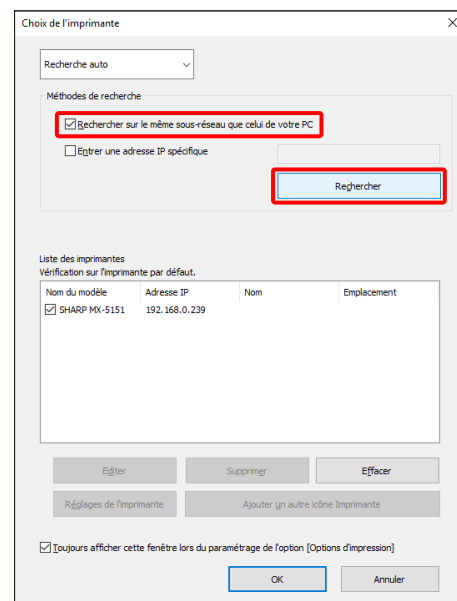 Choix de l'imprimante
Recherche auto
Méthodes de recherche
Rechercher sur le même sous-réseau que celui de votre PC
Entrer une adresse IP spécifique
Rechercher
Liste des imprimantes
Vérification sur l'imprimante par défaut.
Nom du modèle Adresse IP Nom Emplacement
SHARP MX-5151 192.168.0.239
Editer Supprimer Effacer
Réglages de l'imprimante Ajouter un autre icône Imprimante
Toujours afficher cette fenêtre lors du paramétrage de l'option [Options d'impression]
OK Annuler